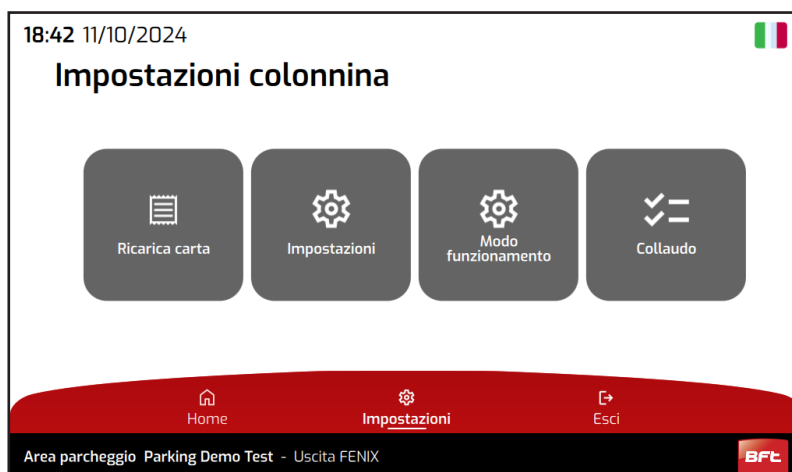 18:42 11/10/2024
Impostazioni colonnina
Ricarica carta
Impostazioni
Modo
funzionamento
Collaudo
Home
Impostazioni
Esci
Area parcheggio Parking Demo Test - Uscita FENIX
BFt